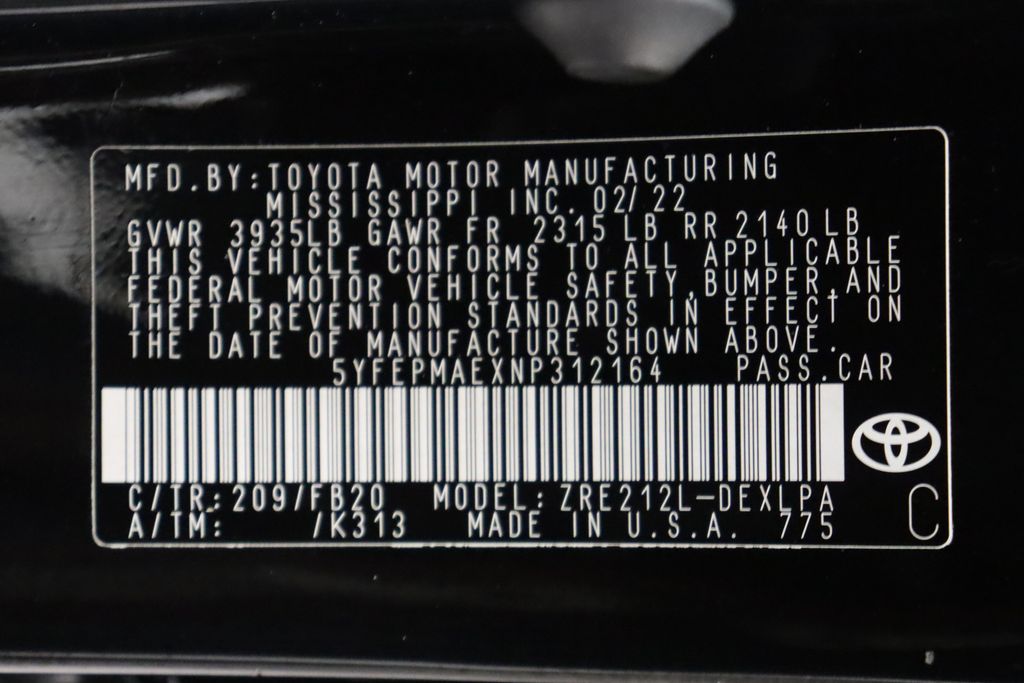 MFD.BY:TOYOTA MOTOR MANUFACTURING
MISSISSIPPI INC. 02/22
GVWR 3935LB GAWR FR 2315 LB RR 2140 LB
THIS VEHICLE CONFORMS TO ALL APPLICABLE
FEDERAL MOTOR VEHICLE SAFETY,BUMPER,AND
THEFT PREVENTION STANDARDS IN EFFECT ON
THE DATE OF MANUFACTURE SHOWN ABOVE.
5YFEPMAEXNP312164 PASS.CAR
C/TR:209/FB20 MODEL:ZRE212L-DEXLPA
A/TM: /K313 MADE IN U.S.A. 775
C